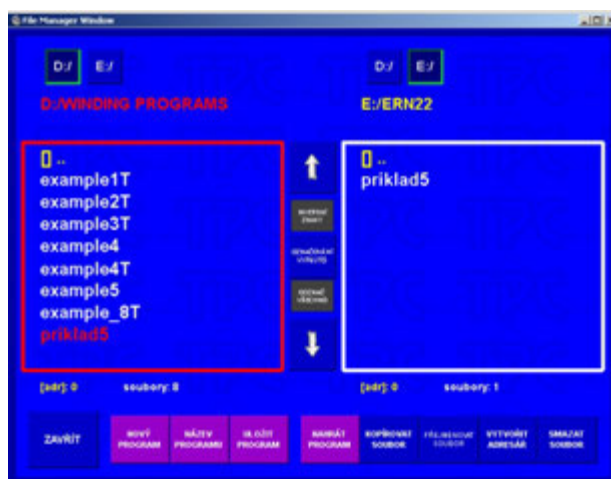 File Manager Window
D:/ E:/
D:/ E:/
D:/WINDING PROGRAMS
E:/ERN22
[] ..
example1T
example2T
example3T
example4
example4T
example5
example_8T
priklad5
[] ..
priklad5
[adr]: 0 soubory: 8
[adr]: 0 soubory: 1
ZAVŘÍT
NOVÝ PROGRAM
NÁZEV PROGRAMU
ULOŽIT PROGRAM
NAHRÁT PROGRAM
KOPÍROVAT SOUBOR
VYTVOŘIT ADRESÁŘ
SMAZAT SOUBOR